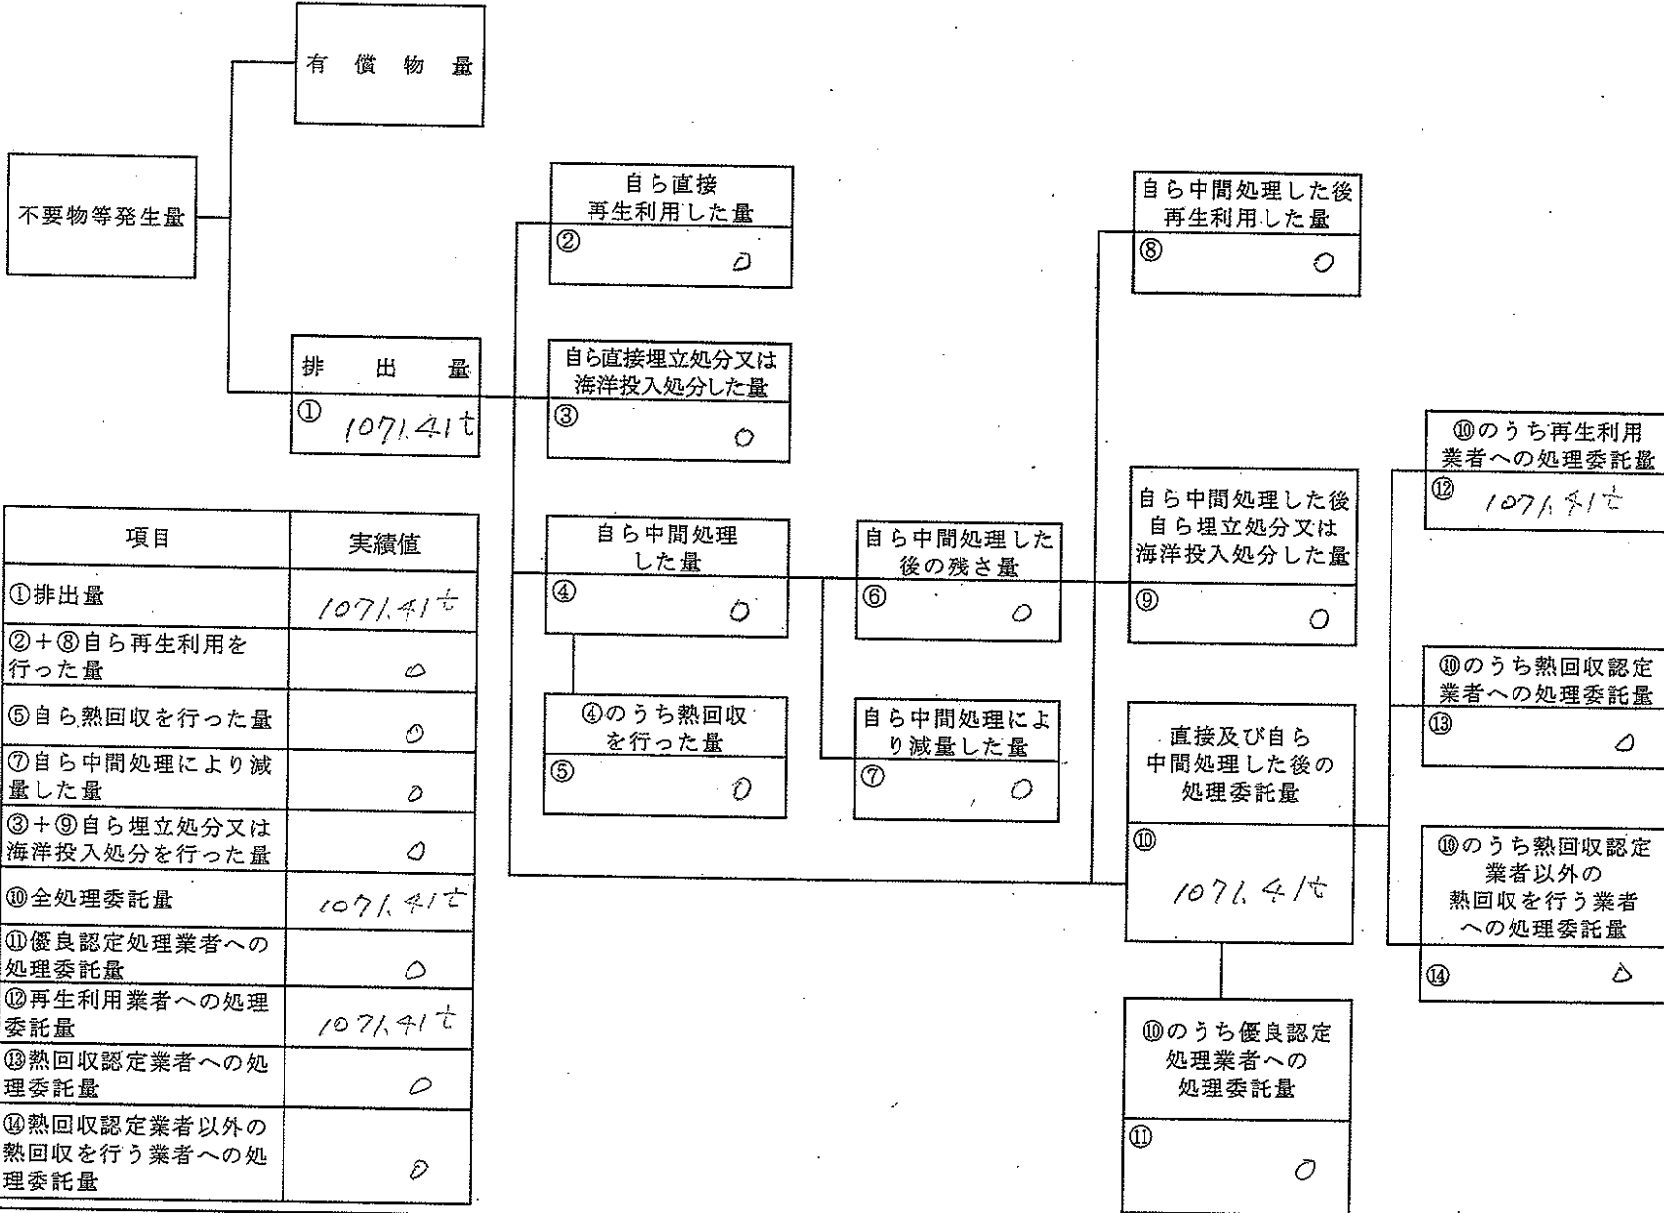 有償物量
不要物等発生量
排出量
①
1071.41t
自ら直接
再生利用した量
②
0
自ら直接埋立処分又は
海洋投入処分した量
③
0
自ら中間処理
した量
④
0
④のうち熱回収
を行った量
⑤
0
自ら中間処理した
後の残さ量
⑥
0
自ら中間処理によ
り減量した量
⑦
0
自ら中間処理した後
再生利用した量
⑧
0
自ら中間処理した後
自ら埋立処分又は
海洋投入処分した量
⑨
0
直接及び自ら
中間処理した後の
処理委託量
⑩
1071.41t
⑩のうち優良認定
処理業者への
処理委託量
⑪
0
⑩のうち再生利用
業者への処理委託量
⑫
1071.41t
⑩のうち熱回収認定
業者への処理委託量
⑬
0
⑩のうち熱回収認定
業者以外の
熱回収を行う業者
への処理委託量
⑭
0
項目 実績値
①排出量 1071.41t
②+⑧自ら再生利用を
行った量 0
⑤自ら熱回収を行った量 0
⑦自ら中間処理により減
量した量 0
③+⑨自ら埋立処分又は
海洋投入処分を行った量 0
⑩全処理委託量 1071.41t
⑪優良認定処理業者への
処理委託量 0
⑫再生利用業者への処理
委託量 1071.41t
⑬熱回収認定業者への処
理委託量 0
⑭熱回収認定業者以外の
熱回収を行う業者への処
理委託量 0